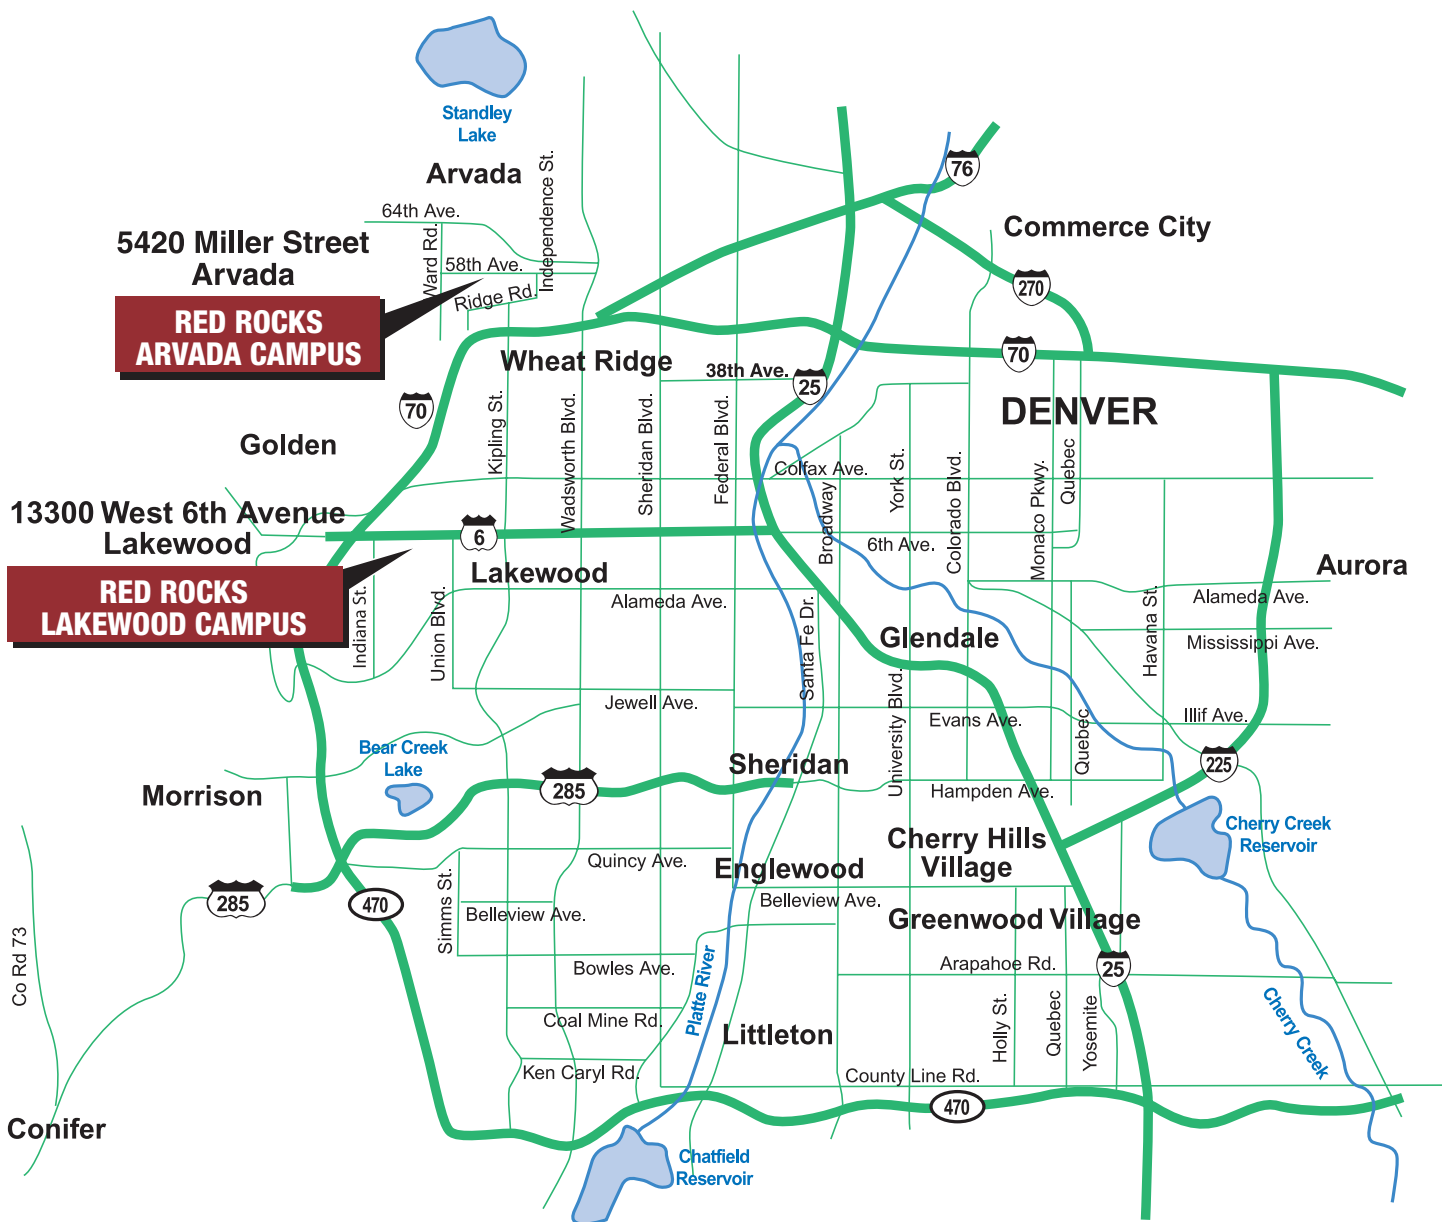 Standley
Lake
Arvada
64th Ave.
Independence St.
Ward Rd.
58th Ave.
Ridge Rd.
5420 Miller Street
Arvada
RED ROCKS
ARVADA CAMPUS
76
Commerce City
270
Wheat Ridge
38th Ave.
25
70
70
DENVER
Golden
Kipling St.
Wadsworth Blvd.
Sheridan Blvd.
Federal Blvd.
Colfax Ave.
Broadway
York St.
Colorado Blvd.
Monaco Pkwy.
Quebec
13300 West 6th Avenue
Lakewood
6
6th Ave.
RED ROCKS
LAKEWOOD CAMPUS
Lakewood
Aurora
Indiana St.
Union Blvd.
Alameda Ave.
Alameda Ave.
Santa Fe Dr.
Glendale
Havana St.
Mississippi Ave.
Jewell Ave.
University Blvd.
Evans Ave.
Quebec
Illif Ave.
Bear Creek
Lake
Sheridan
225
Morrison
285
Hampden Ave.
Cherry Hills
Village
Cherry Creek
Reservoir
Quincy Ave.
Englewood
285
470
Simms St.
Belleview Ave.
Belleview Ave.
Greenwood Village
Co Rd 73
Bowles Ave.
Platte River
Arapahoe Rd.
25
Coal Mine Rd.
Littleton
Holly St.
Quebec
Yosemite
Cherry Creek
Ken Caryl Rd.
County Line Rd.
470
Conifer
Chatfield
Reservoir